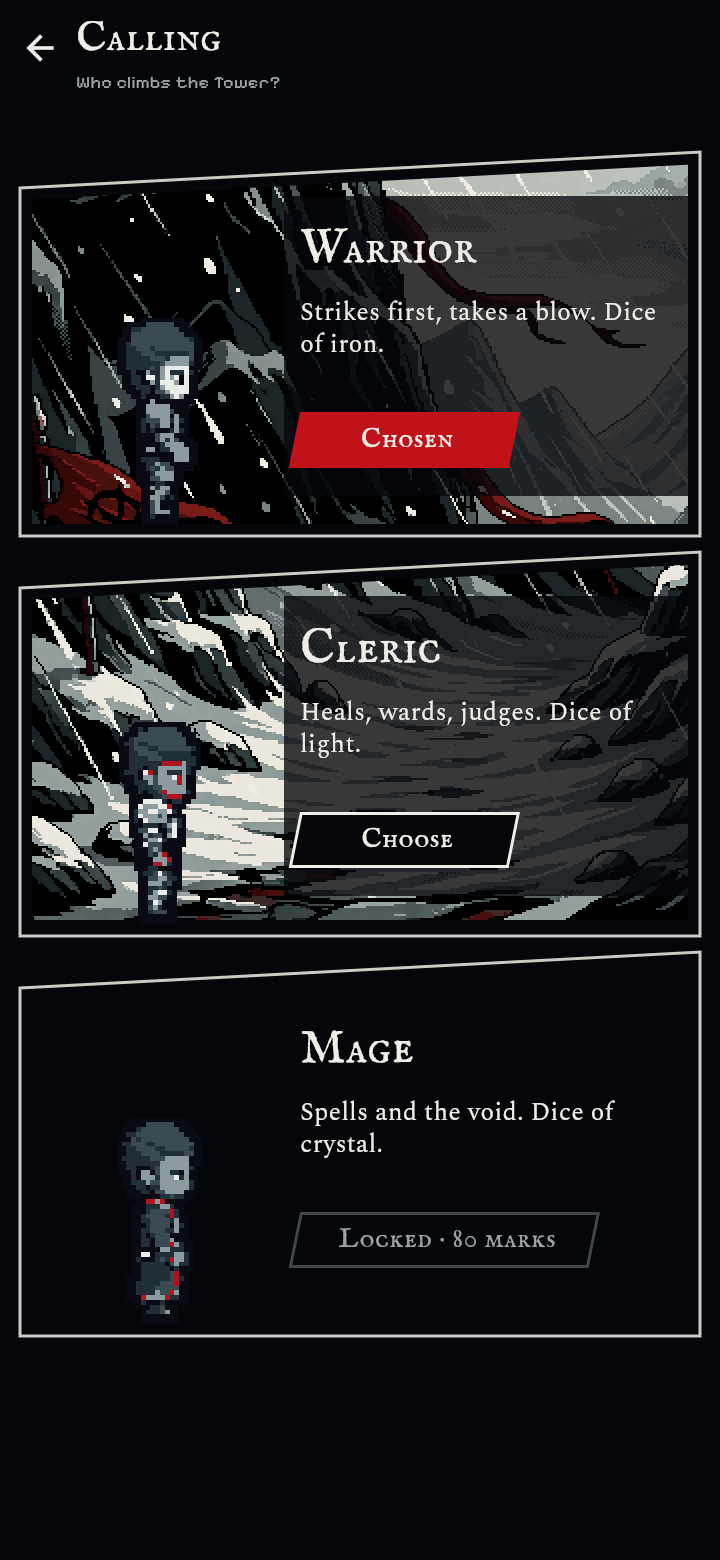 Calling
Who climbs the Tower?
Warrior
Strikes first, takes a blow. Dice
of iron.
Chosen
Cleric
Heals, wards, judges. Dice of
light.
Choose
Mage
Spells and the void. Dice of
crystal.
Locked · 80 marks